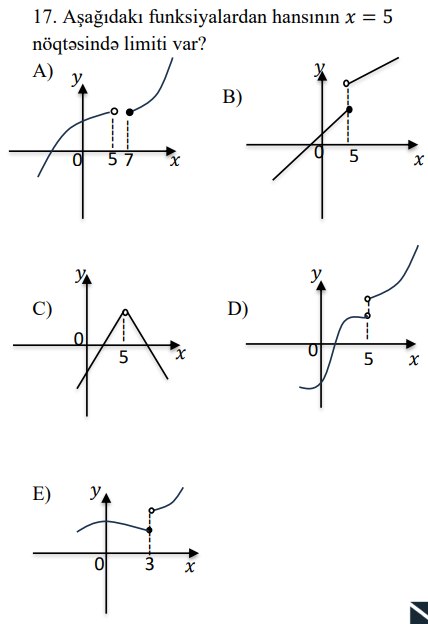 17. Aşağıdakı funksiyalardan hansının x = 5
nöqtəsində limiti var?
A) y 0 5 7 x
B) y 0 5 x
C) y 0 5 x
D) y 0 5 x
E) y 0 3 x